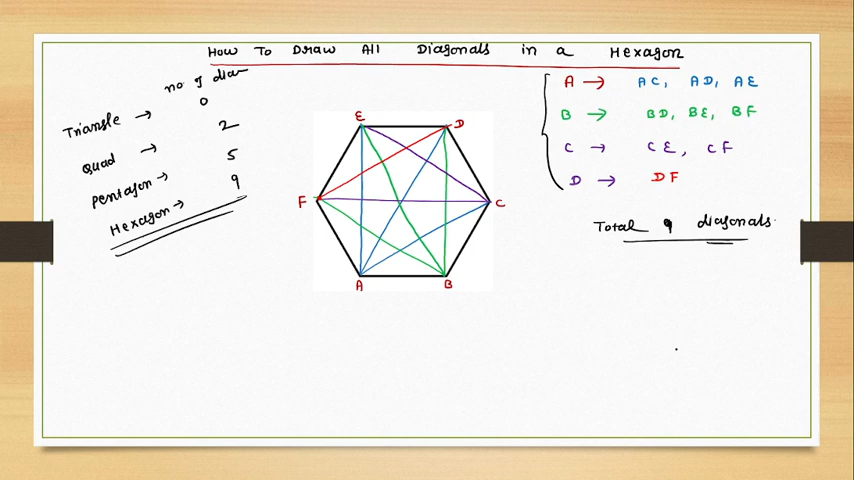 How To Draw All Diagonals in a Hexagon
no. of dian
Triangle → 0
Quad → 2
Pentagon → 5
Hexagon → 9
E
D
F
C
A
B
A → AC, AD, AE
B → BD, BE, BF
C → CE, CF
D → DF
Total 9 diagonals